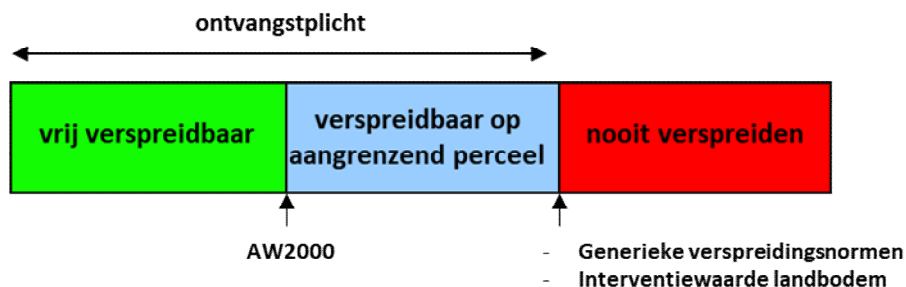 ontvangstplicht
vrij verspreidbaar
verspreidbaar op
aangrenzend perceel
nooit verspreiden
AW2000
- Generieke verspreidingsnormen
- Interventiewaarde landbodem